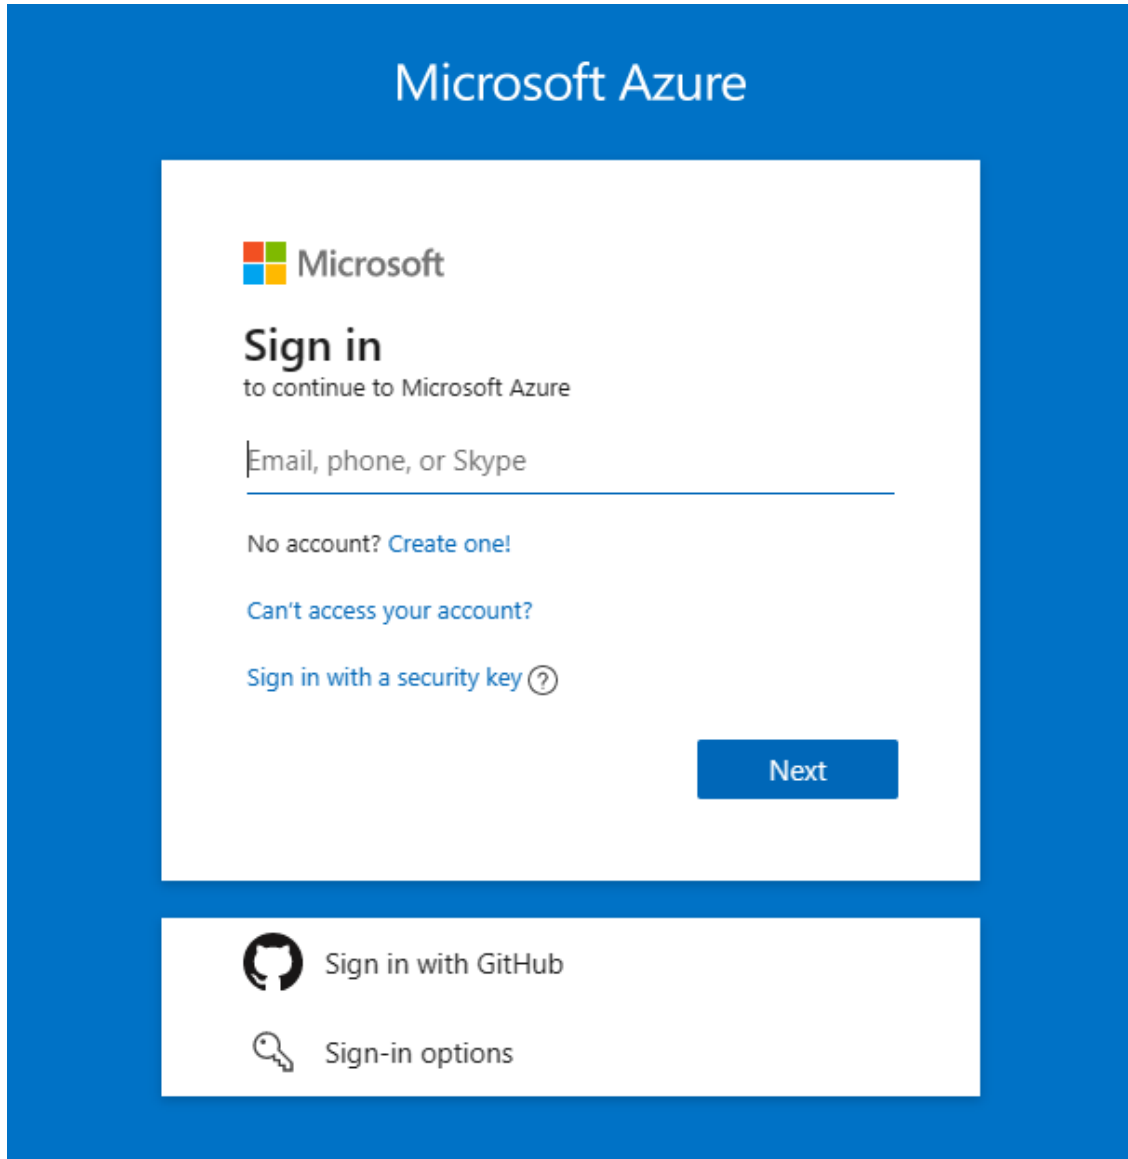 Microsoft Azure
Microsoft
Sign in
to continue to Microsoft Azure
Email, phone, or Skype
No account? Create one!
Can't access your account?
Sign in with a security key ?
Next
Sign in with GitHub
Sign-in options